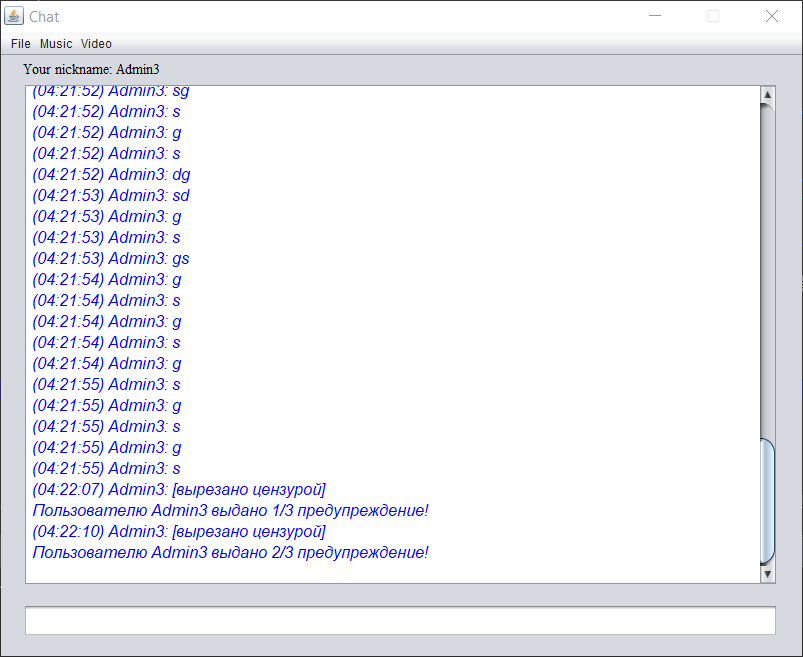 Chat
File Music Video
Your nickname: Admin3
(04:21:52) Admin3: sg
(04:21:52) Admin3: s
(04:21:52) Admin3: g
(04:21:52) Admin3: s
(04:21:52) Admin3: dg
(04:21:53) Admin3: sd
(04:21:53) Admin3: g
(04:21:53) Admin3: s
(04:21:53) Admin3: gs
(04:21:54) Admin3: g
(04:21:54) Admin3: s
(04:21:54) Admin3: g
(04:21:54) Admin3: s
(04:21:54) Admin3: g
(04:21:55) Admin3: s
(04:21:55) Admin3: g
(04:21:55) Admin3: s
(04:21:55) Admin3: g
(04:21:55) Admin3: s
(04:22:07) Admin3: [вырезано цензурой]
Пользователю Admin3 выдано 1/3 предупреждение!
(04:22:10) Admin3: [вырезано цензурой]
Пользователю Admin3 выдано 2/3 предупреждение!